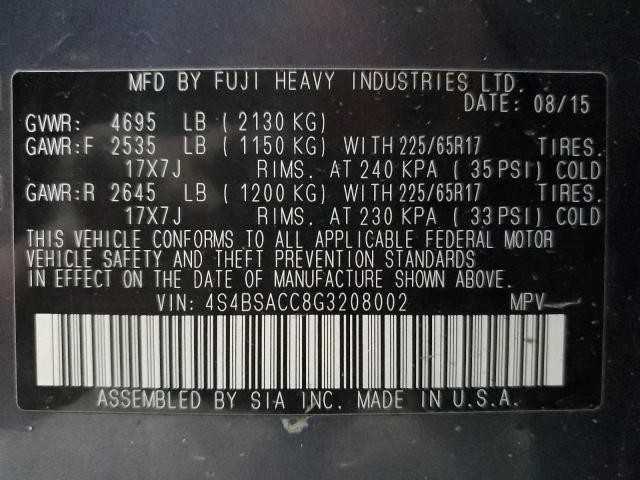 MFD BY FUJI HEAVY INDUSTRIES LTD.
DATE: 08/15
GVWR: 4695 LB (2130 KG)
GAWR:F 2535 LB (1150 KG) WITH 225/65R17 TIRES.
17X7J RIMS. AT 240 KPA (35 PSI) COLD
GAWR:R 2645 LB (1200 KG) WITH 225/65R17 TIRES.
17X7J RIMS. AT 230 KPA (33 PSI) COLD
THIS VEHICLE CONFORMS TO ALL APPLICABLE FEDERAL MOTOR
VEHICLE SAFETY AND THEFT PREVENTION STANDARDS
IN EFFECT ON THE DATE OF MANUFACTURE SHOWN ABOVE.
VIN: 4S4BSACC8G3208002 MPV
ASSEMBLED BY SIA INC. MADE IN U.S.A.